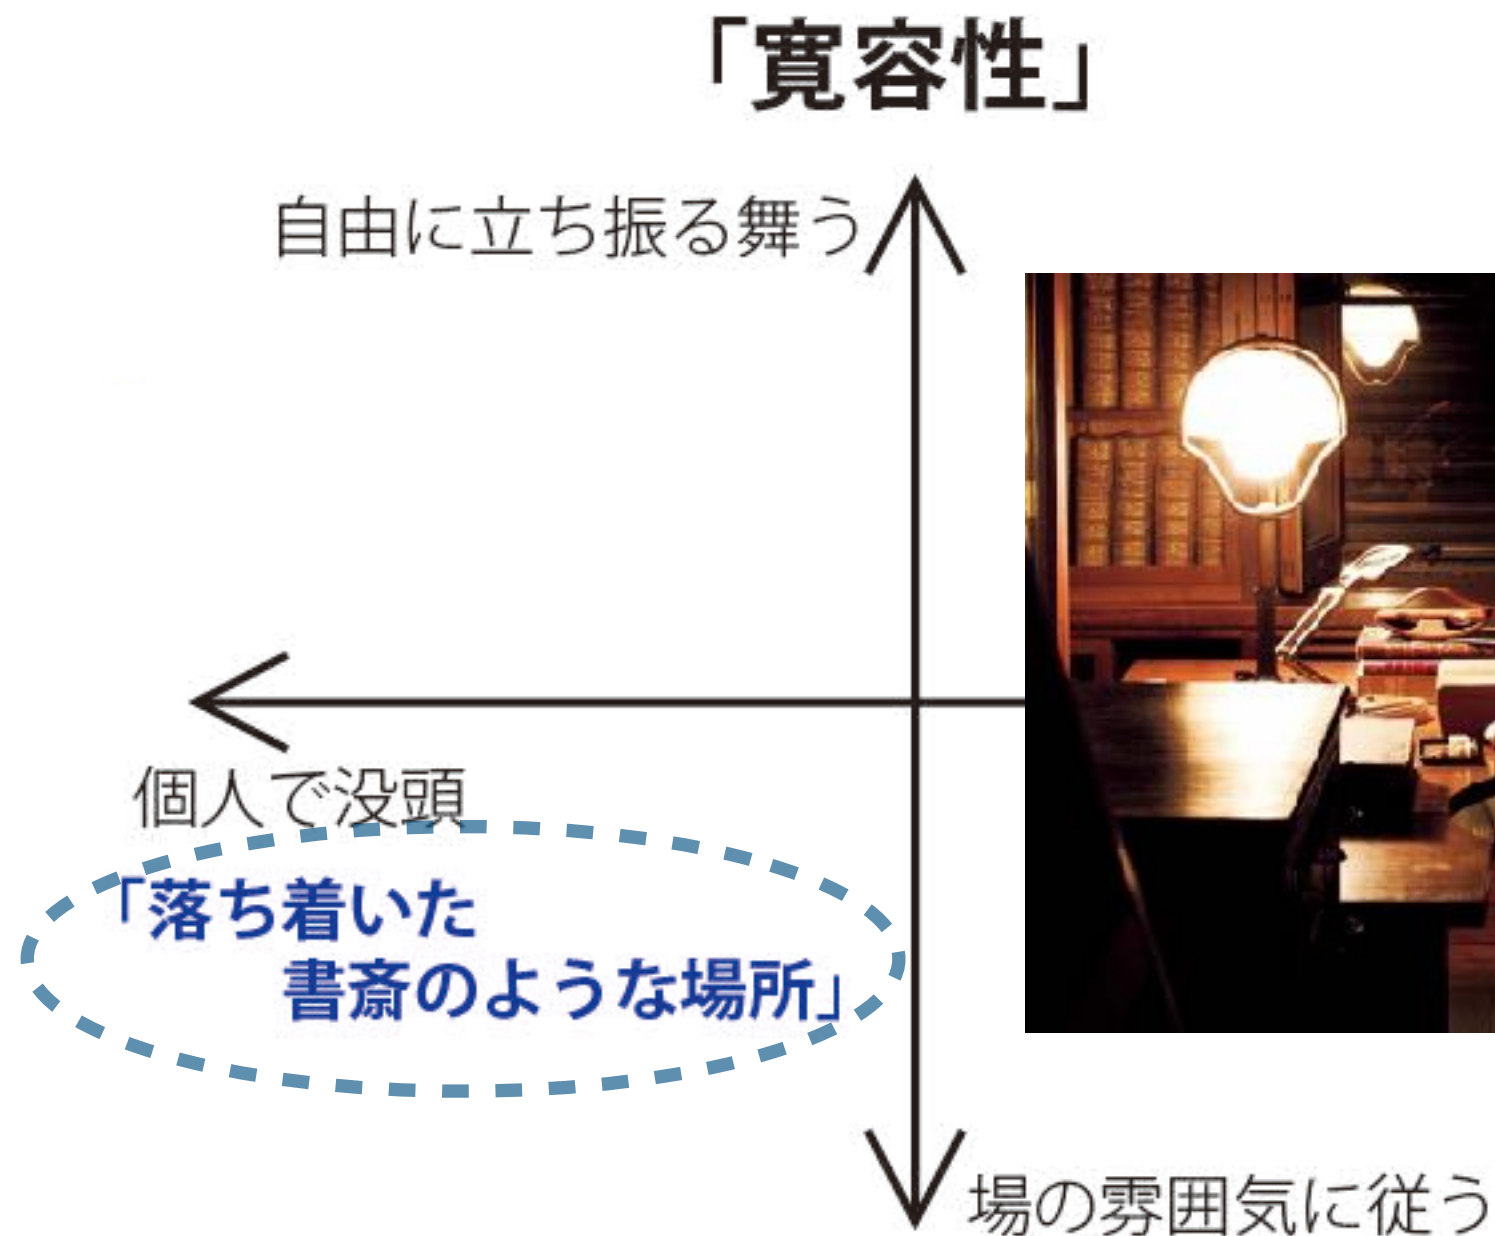 「寛容性」
自由に立ち振る舞う
個人で没頭
「落ち着いた
書斎のような場所」
場の雰囲気に従う